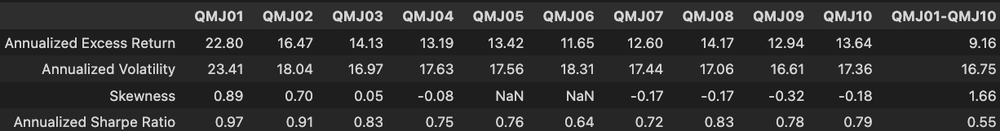 QMJ01 QMJ02 QMJ03 QMJ04 QMJ05 QMJ06 QMJ07 QMJ08 QMJ09 QMJ10 QMJ01-QMJ10
Annualized Excess Return 22.80 16.47 14.13 13.19 13.42 11.65 12.60 14.17 12.94 13.64 9.16
Annualized Volatility 23.41 18.04 16.97 17.63 17.56 18.31 17.44 17.06 16.61 17.36 16.75
Skewness 0.89 0.70 0.05 -0.08 NaN NaN -0.17 -0.17 -0.32 -0.18 1.66
Annualized Sharpe Ratio 0.97 0.91 0.83 0.75 0.76 0.64 0.72 0.83 0.78 0.79 0.55